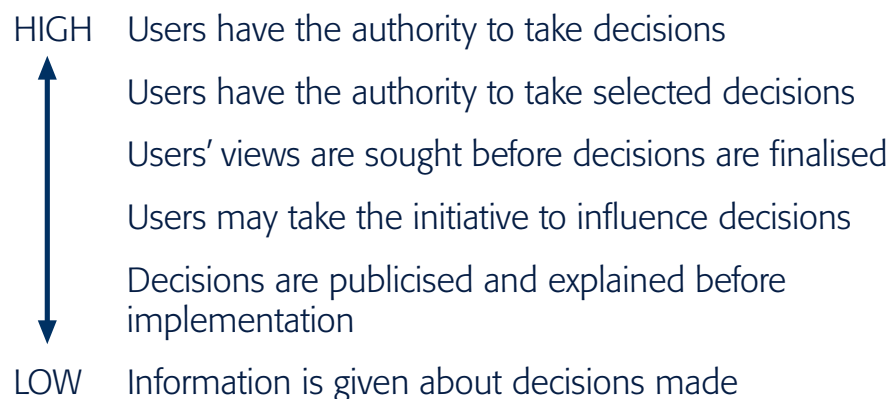 HIGH Users have the authority to take decisions
Users have the authority to take selected decisions
Users’ views are sought before decisions are finalised
Users may take the initiative to influence decisions
Decisions are publicised and explained before
implementation
LOW Information is given about decisions made